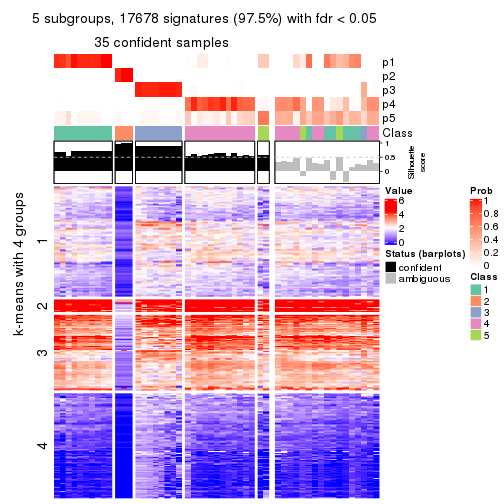 5 subgroups, 17678 signatures (97.5%) with fdr < 0.05
35 confident samples
p1
p2
p3
p4
p5
Class
1
0.5
0
Silhouette
score
k-means with 4 groups
1
2
3
4
Value
6
4
2
0
Status (barplots)
confident
ambiguous
Prob
1
0.8
0.6
0.4
0.2
0
Class
1
2
3
4
5